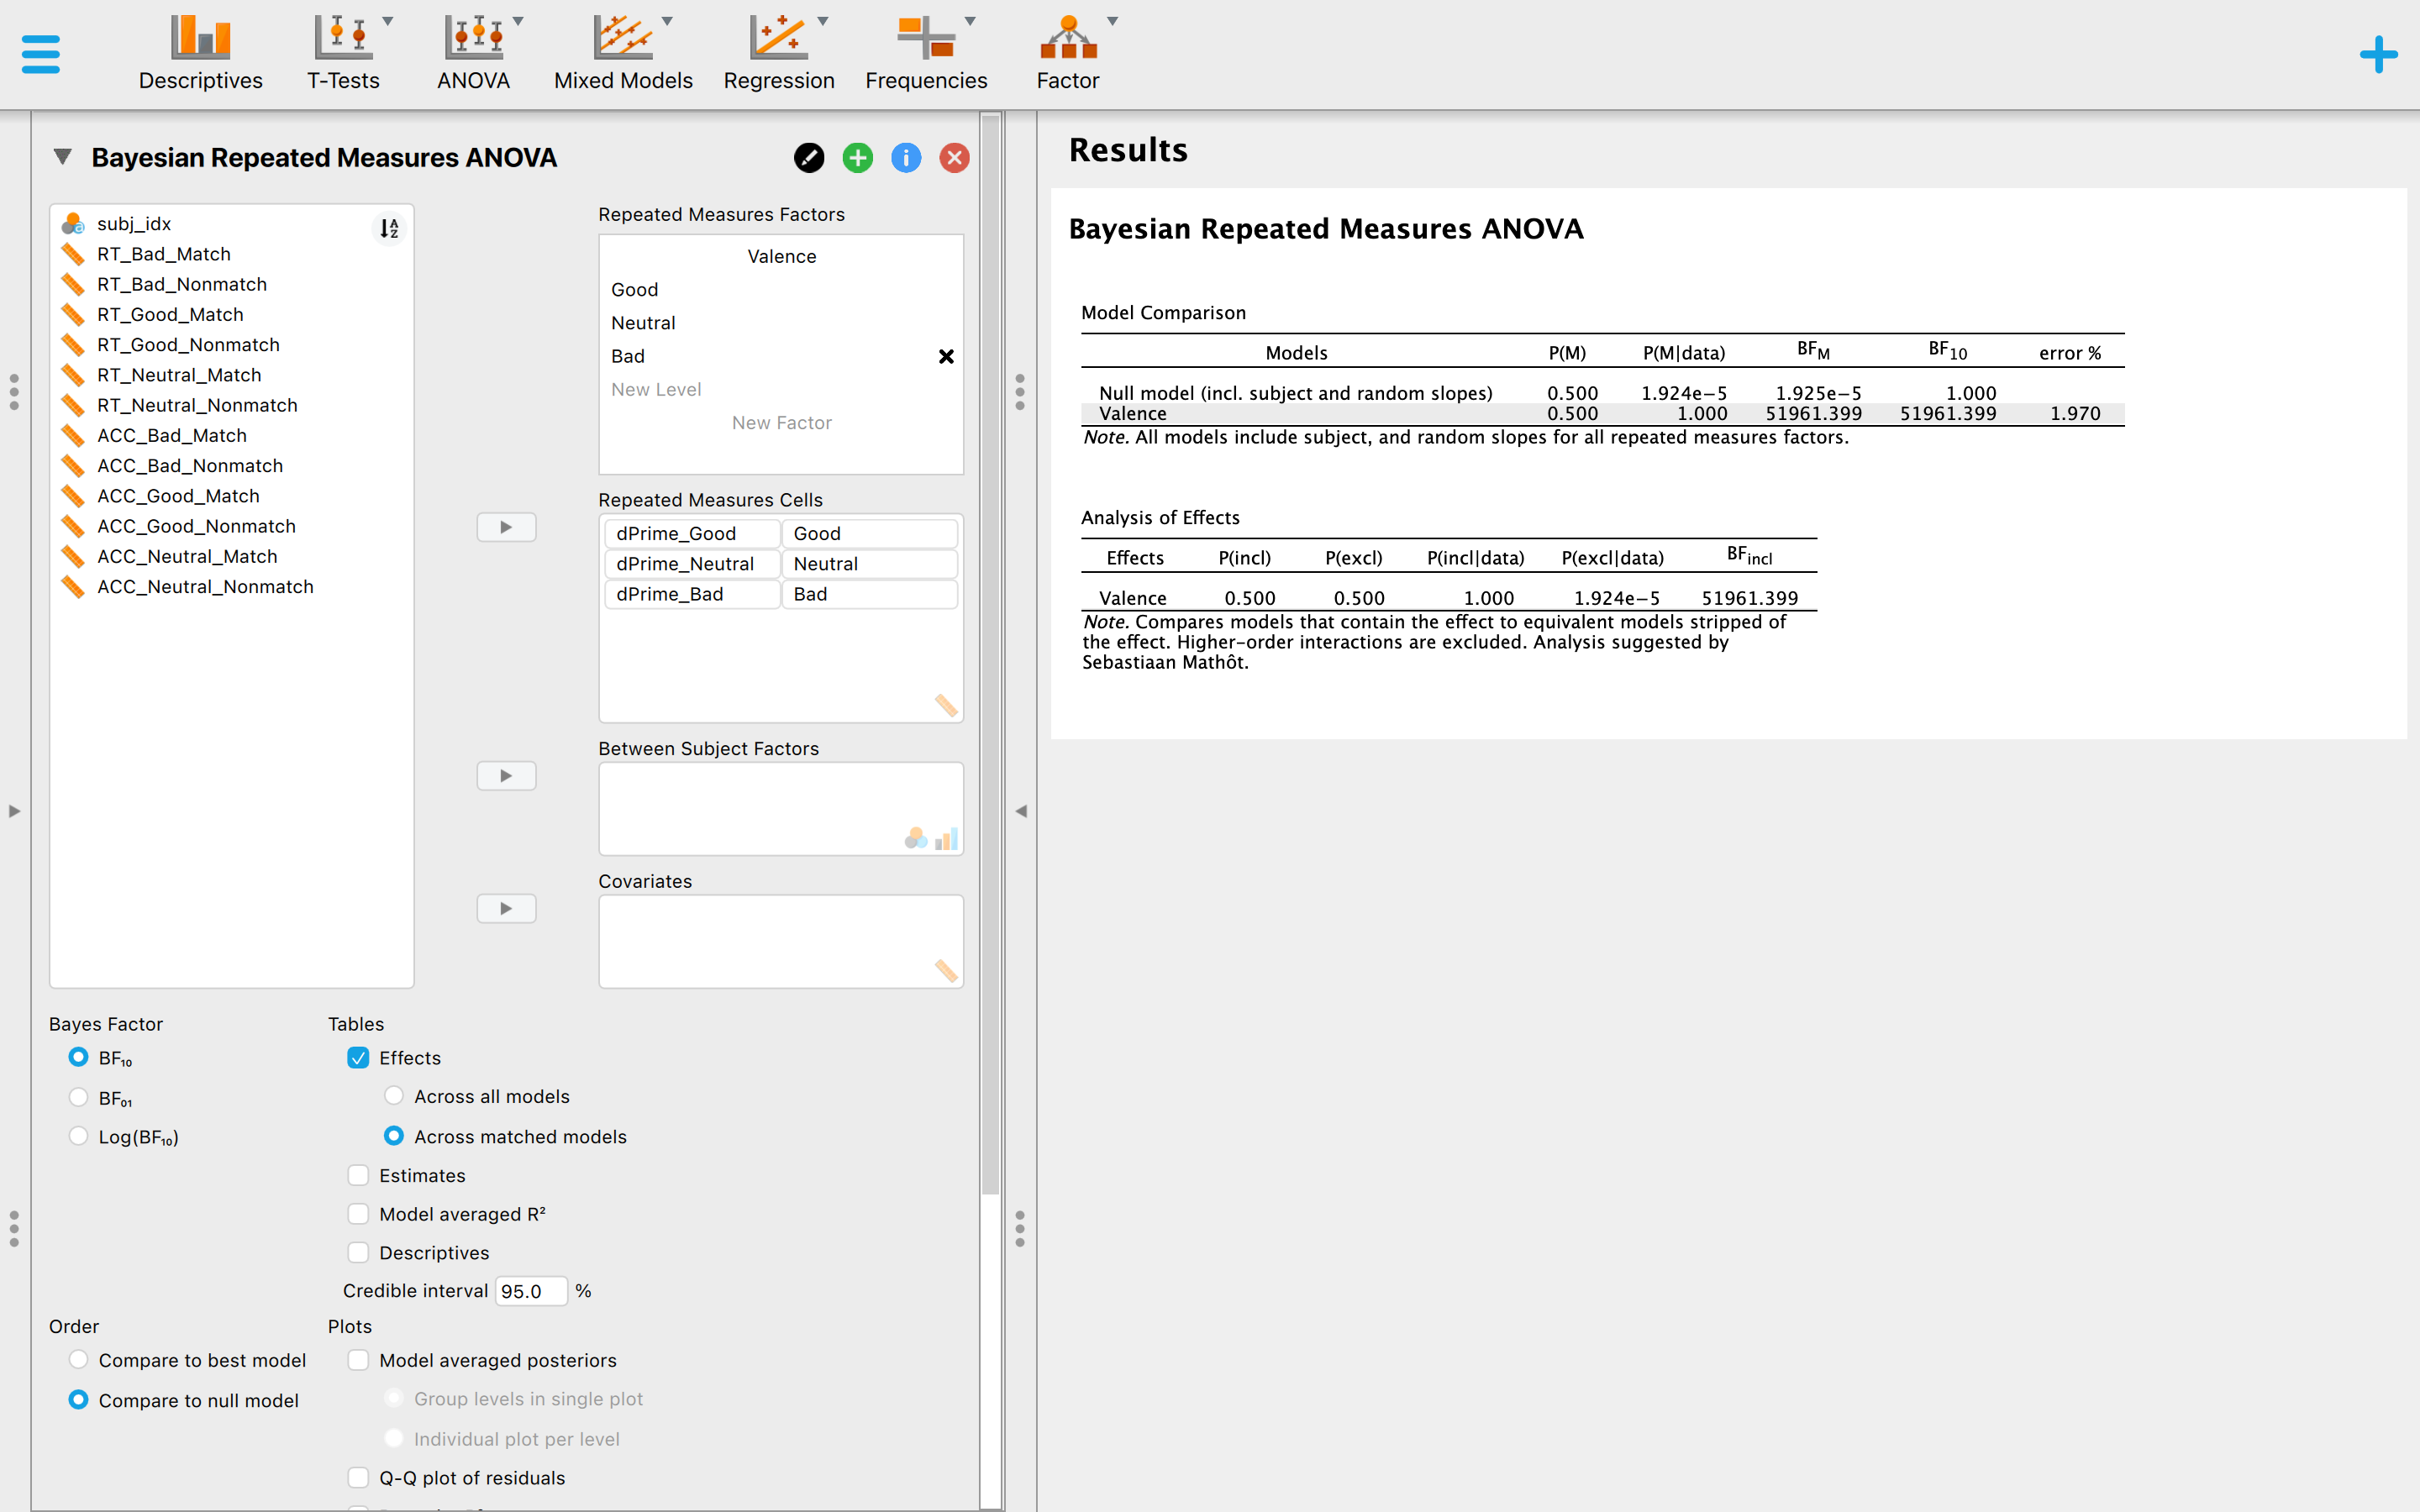 Descriptives
T-Tests
ANOVA
Mixed Models
Regression
Frequencies
Factor
Bayesian Repeated Measures ANOVA
subj_idx
RT_Bad_Match
RT_Bad_Nonmatch
RT_Good_Match
RT_Good_Nonmatch
RT_Neutral_Match
RT_Neutral_Nonmatch
ACC_Bad_Match
ACC_Bad_Nonmatch
ACC_Good_Match
ACC_Good_Nonmatch
ACC_Neutral_Match
ACC_Neutral_Nonmatch
Repeated Measures Factors
Valence
Good
Neutral
Bad
New Level
New Factor
Repeated Measures Cells
dPrime_Good Good
dPrime_Neutral Neutral
dPrime_Bad Bad
Between Subject Factors
Covariates
Bayes Factor
BF₁₀
BF₀₁
Log(BF₁₀)
Tables
Effects
Across all models
Across matched models
Estimates
Model averaged R²
Descriptives
Credible interval 95.0 %
Order
Compare to best model
Compare to null model
Plots
Model averaged posteriors
Group levels in single plot
Individual plot per level
Q-Q plot of residuals
Results
Bayesian Repeated Measures ANOVA
Model Comparison
Models P(M) P(M|data) BF_M BF_10 error %
Null model (incl. subject and random slopes) 0.500 1.924e−5 1.925e−5 1.000
Valence 0.500 1.000 51961.399 51961.399 1.970
Note. All models include subject, and random slopes for all repeated measures factors.
Analysis of Effects
Effects P(incl) P(excl) P(incl|data) P(excl|data) BF_incl
Valence 0.500 0.500 1.000 1.924e−5 51961.399
Note. Compares models that contain the effect to equivalent models stripped of
the effect. Higher−order interactions are excluded. Analysis suggested by
Sebastiaan Mathôt.